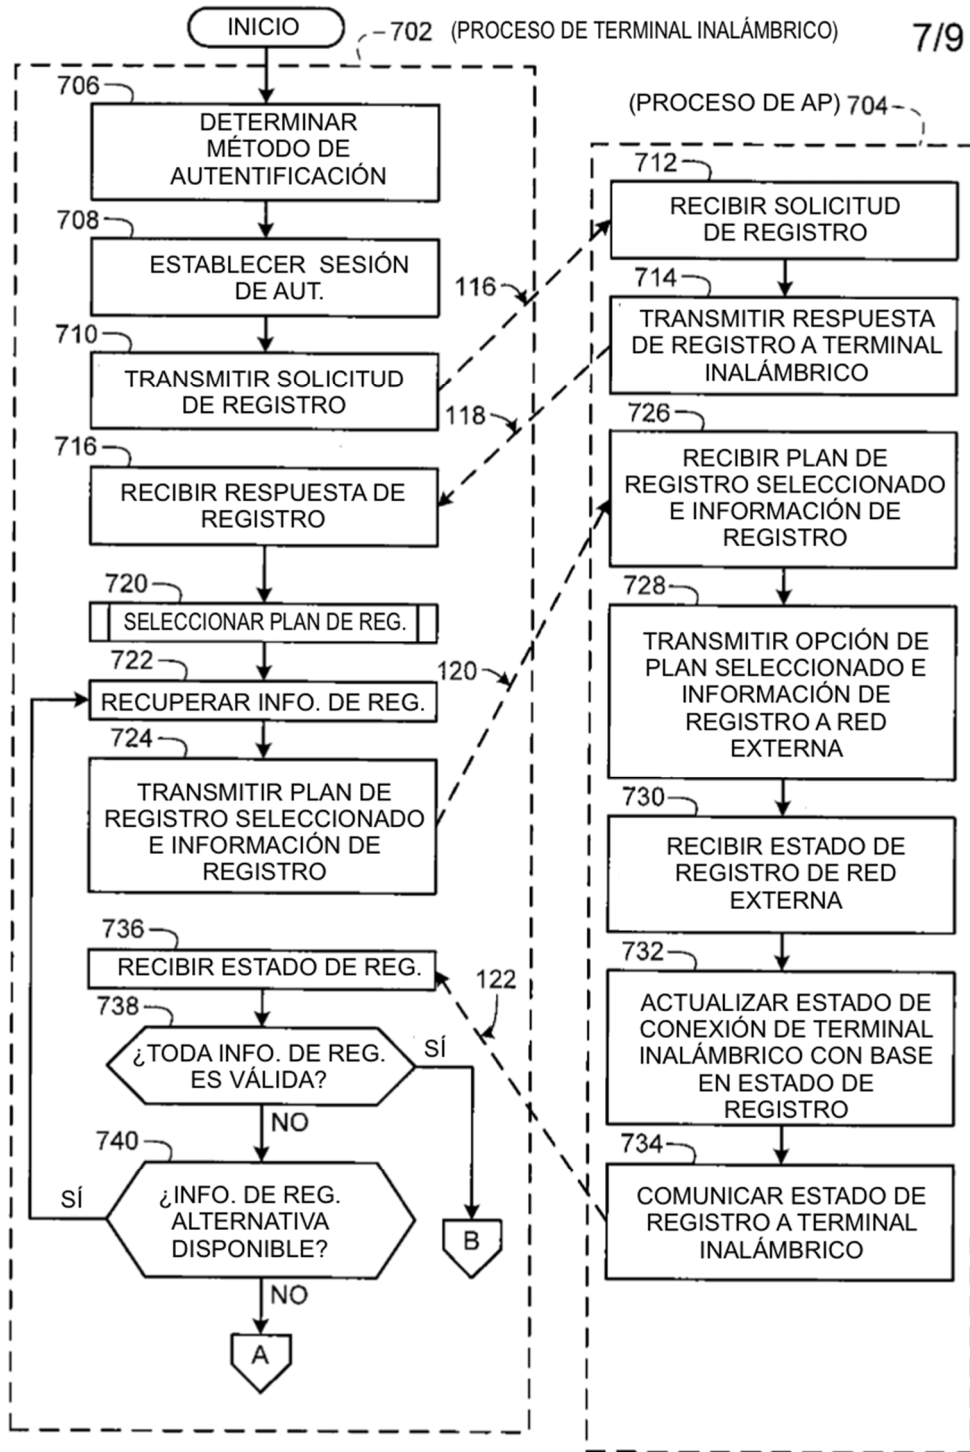 INICIO
702 (PROCESO DE TERMINAL INALÁMBRICO)
7/9
706
DETERMINAR
MÉTODO DE
AUTENTIFICACIÓN
708
ESTABLECER SESIÓN
DE AUT.
710
TRANSMITIR SOLICITUD
DE REGISTRO
716
RECIBIR RESPUESTA DE
REGISTRO
720
SELECCIONAR PLAN DE REG.
722
RECUPERAR INFO. DE REG.
724
TRANSMITIR PLAN DE
REGISTRO SELECCIONADO
E INFORMACIÓN DE
REGISTRO
736
RECIBIR ESTADO DE REG.
738
¿TODA INFO. DE REG.
ES VÁLIDA?
SÍ
NO
740
¿INFO. DE REG.
ALTERNATIVA
DISPONIBLE?
SÍ
NO
A
B
116
118
120
122
(PROCESO DE AP) 704
712
RECIBIR SOLICITUD
DE REGISTRO
714
TRANSMITIR RESPUESTA
DE REGISTRO A TERMINAL
INALÁMBRICO
726
RECIBIR PLAN DE
REGISTRO SELECCIONADO
E INFORMACIÓN DE
REGISTRO
728
TRANSMITIR OPCIÓN DE
PLAN SELECCIONADO E
INFORMACIÓN DE
REGISTRO A RED
EXTERNA
730
RECIBIR ESTADO DE
REGISTRO DE RED
EXTERNA
732
ACTUALIZAR ESTADO DE
CONEXIÓN DE TERMINAL
INALÁMBRICO CON BASE
EN ESTADO DE
REGISTRO
734
COMUNICAR ESTADO DE
REGISTRO A TERMINAL
INALÁMBRICO